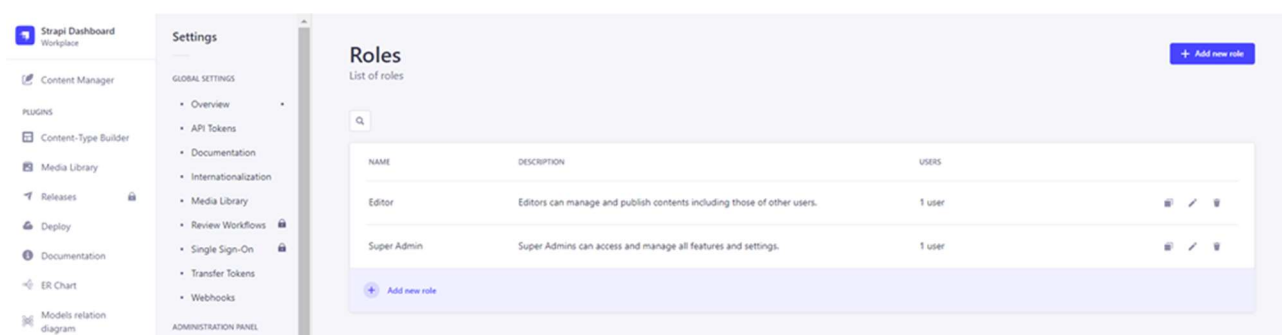 Strapi Dashboard
Workplace
Content Manager
PLUGINS
Content-Type Builder
Media Library
Releases
Deploy
Documentation
ER Chart
Models relation
diagram
Settings
GLOBAL SETTINGS
Overview
API Tokens
Documentation
Internationalization
Media Library
Review Workflows
Single Sign-On
Transfer Tokens
Webhooks
ADMINISTRATION PANEL
Roles
List of roles
+ Add new role
NAME DESCRIPTION USERS
Editor Editors can manage and publish contents including those of other users. 1 user
Super Admin Super Admins can access and manage all features and settings. 1 user
+ Add new role